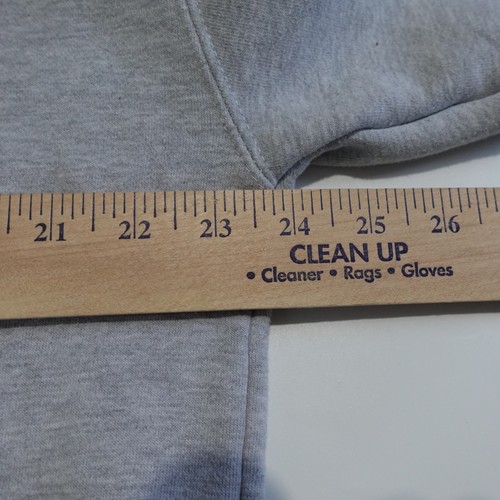 21 22 23 24 25 26
CLEAN UP
• Cleaner • Rags • Gloves